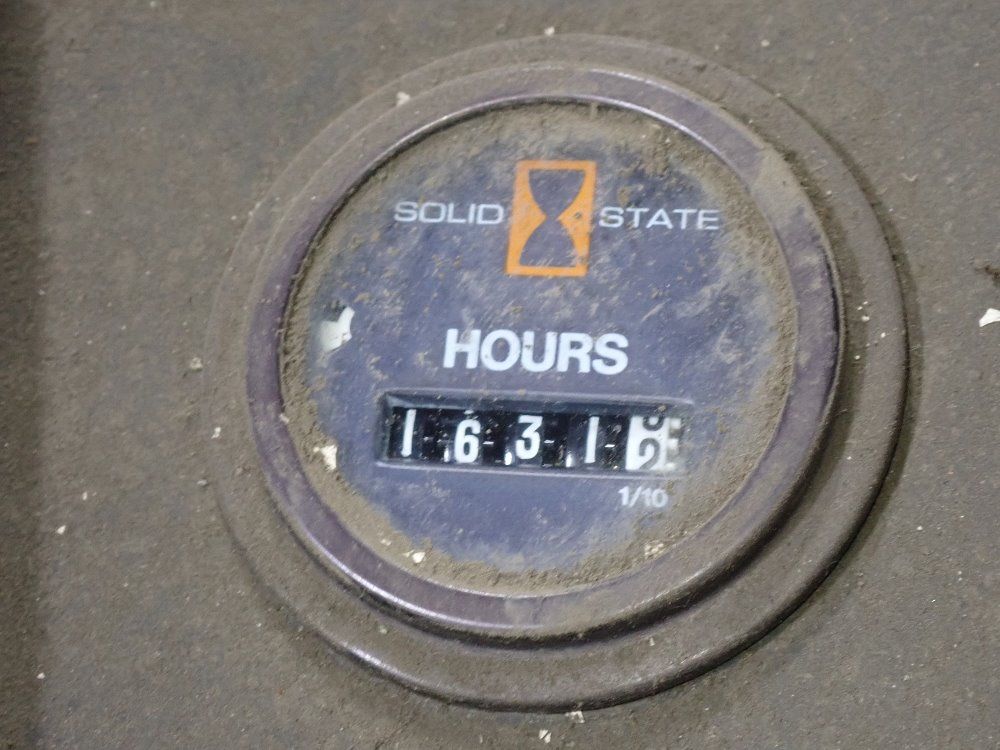 SOLID STATE
HOURS
1631
1/10